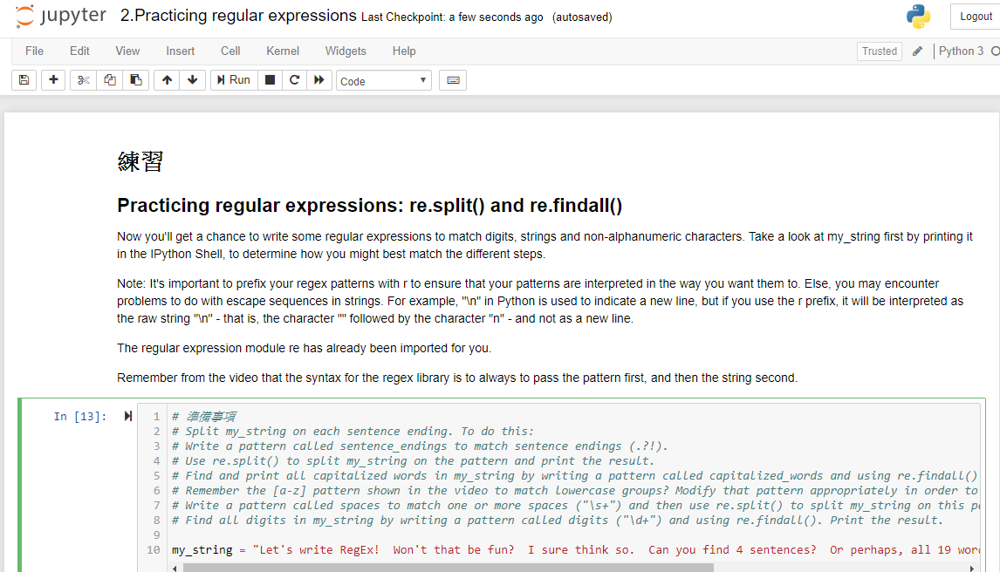 jupyter 2.Practicing regular expressions Last Checkpoint: a few seconds ago (autosaved)
Logout
File Edit View Insert Cell Kernel Widgets Help Trusted Python 3
Run Code
練習
Practicing regular expressions: re.split() and re.findall()
Now you'll get a chance to write some regular expressions to match digits, strings and non-alphanumeric characters. Take a look at my_string first by printing it
in the IPython Shell, to determine how you might best match the different steps.
Note: It's important to prefix your regex patterns with r to ensure that your patterns are interpreted in the way you want them to. Else, you may encounter
problems to do with escape sequences in strings. For example, "\n" in Python is used to indicate a new line, but if you use the r prefix, it will be interpreted as
the raw string "\n" - that is, the character "" followed by the character "n" - and not as a new line.
The regular expression module re has already been imported for you.
Remember from the video that the syntax for the regex library is to always to pass the pattern first, and then the string second.
In [13]:
1 # 準備事項
2 # Split my_string on each sentence ending. To do this:
3 # Write a pattern called sentence_endings to match sentence endings (.?!).
4 # Use re.split() to split my_string on the pattern and print the result.
5 # Find and print all capitalized words in my_string by writing a pattern called capitalized_words and using re.findall()
6 # Remember the [a-z] pattern shown in the video to match lowercase groups? Modify that pattern appropriately in order to
7 # Write a pattern called spaces to match one or more spaces ("\s+") and then use re.split() to split my_string on this
8 # Find all digits in my_string by writing a pattern called digits ("\d+") and using re.findall(). Print the result.
9
10 my_string = "Let's write RegEx!  Won't that be fun?  I sure think so.  Can you find 4 sentences?  Or perhaps, all 19